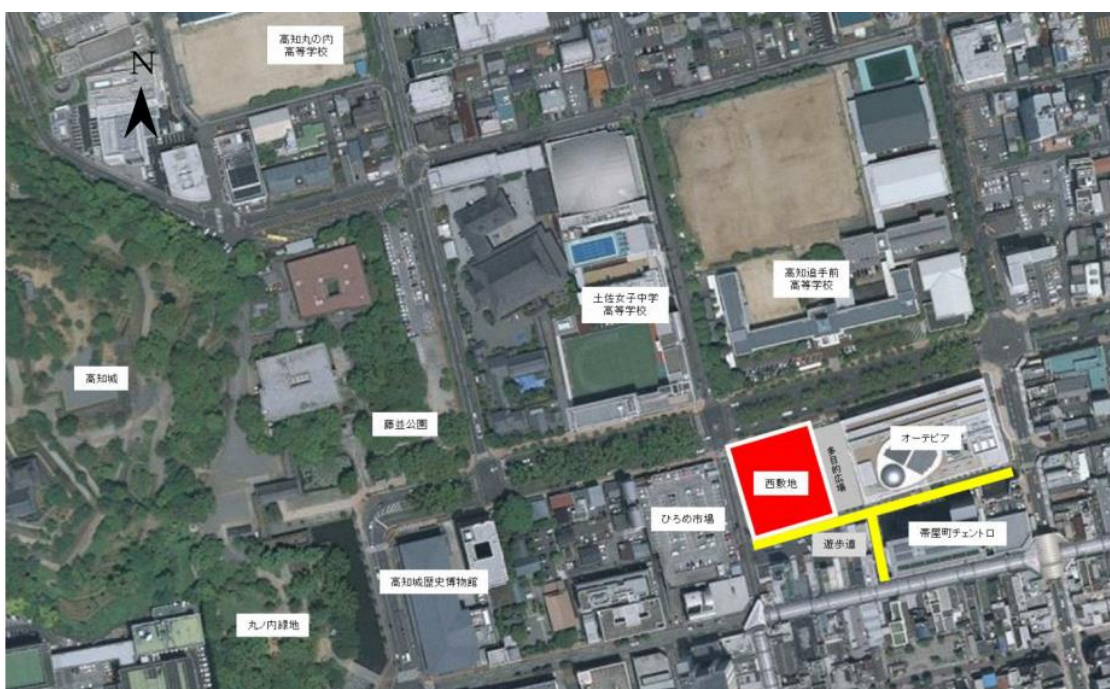 高知丸の内
高等学校
N
土佐女子中学
高等学校
高知追手前
高等学校
高知城
藤並公園
オーテピア
多目的広場
西敷地
ひろめ市場
遊歩道
帯屋町チェントロ
高知城歴史博物館
丸ノ内緑地